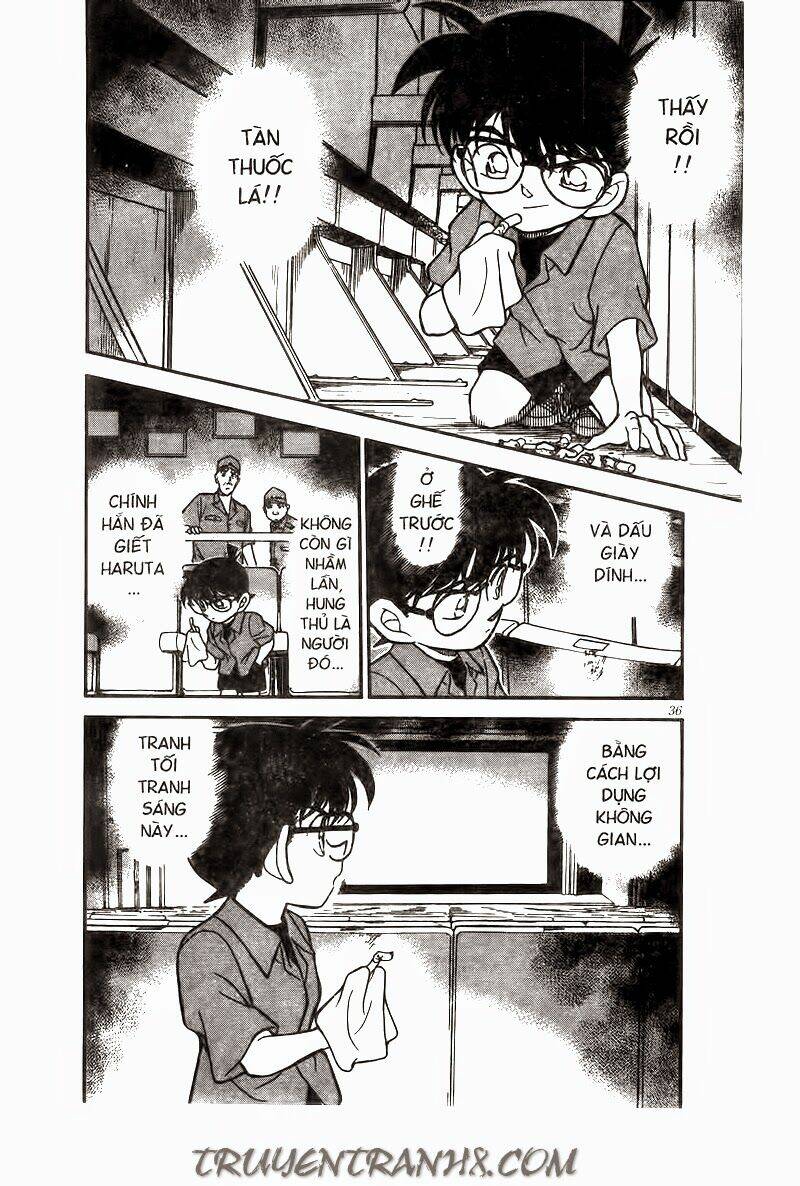 THẤY
RỒI
!!
TÀN
THUỐC
LÁ!!
VÀ DẤU
GIÀY
DÍNH...
Ở
GHẾ
TRƯỚC
!!
KHÔNG
CÒN GÌ
NHẦM
LẪN,
HUNG
THỦ LÀ
NGƯỜI
ĐÓ...
CHÍNH
HẮN ĐÃ
GIẾT
HARUTA
...
36
BẰNG
CÁCH LỢI
DỤNG
KHÔNG
GIAN...
TRANH
TỐI
TRANH
SÁNG
NÀY...
TRUYENTRANH8.COM